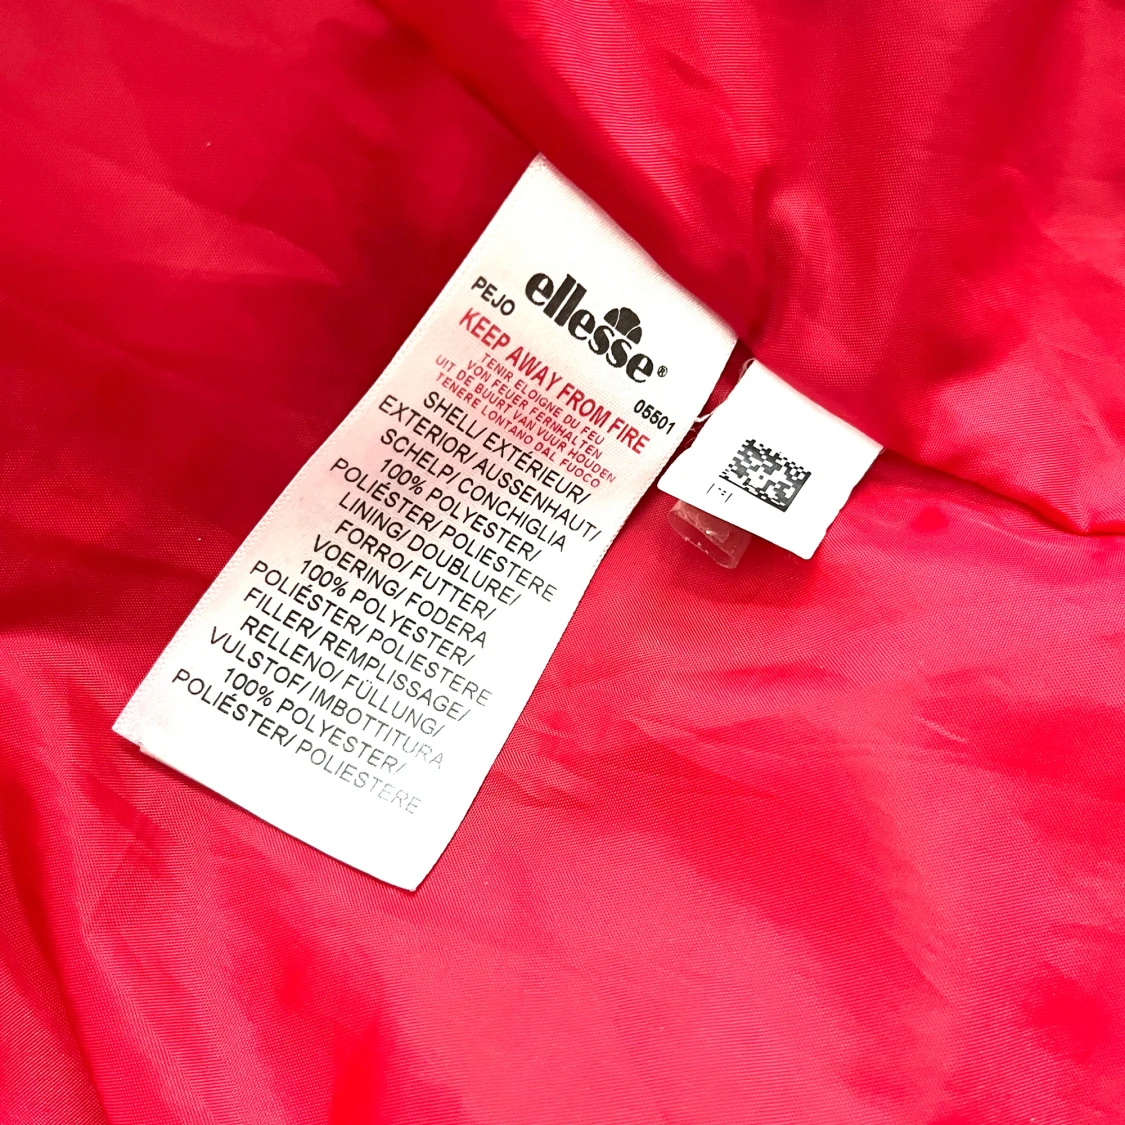 ellesse®
PEJO
05501
KEEP AWAY FROM FIRE
TENIR ELOIGNE DU FEU
VON FEUER FERNHALTEN
UIT DE BUURT VAN VUUR HOUDEN
TENERE LONTANO DAL FUOCO
SHELL/ EXTÉRIEUR/
EXTERIOR/ AUSSENHAUT/
SCHELP/ CONCHIGLIA
100% POLYESTER/
POLIÉSTER/ POLIESTERE
LINING/ DOUBLURE/
FORRO/ FUTTER/
VOERING/ FODERA
100% POLYESTER/
POLIÉSTER/ POLIESTERE
FILLER/ REMPLISSAGE/
RELLENO/ FÜLLUNG/
VULSTOF/ IMBOTTITURA
100% POLYESTER/
POLIÉSTER/ POLIESTERE